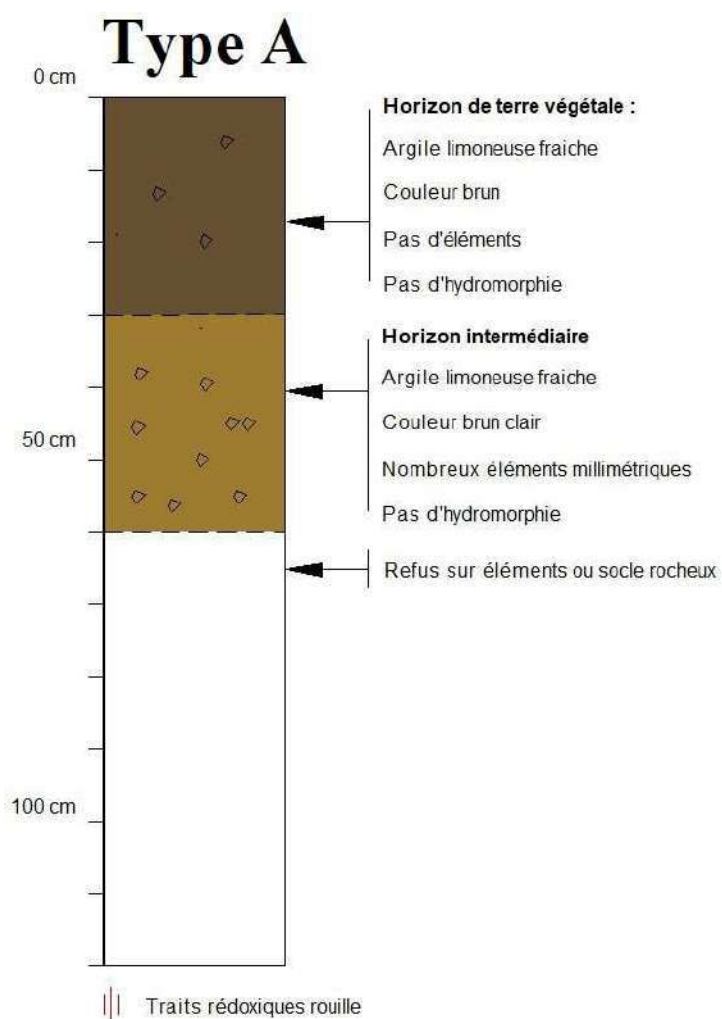 Type A
0 cm
Horizon de terre végétale :
Argile limoneuse fraiche
Couleur brun
Pas d'éléments
Pas d'hydromorphie
Horizon intermédiaire
Argile limoneuse fraiche
Couleur brun clair
50 cm
Nombreux éléments millimétriques
Pas d'hydromorphie
Refus sur éléments ou socle rocheux
100 cm
Traits rédoxiques rouille